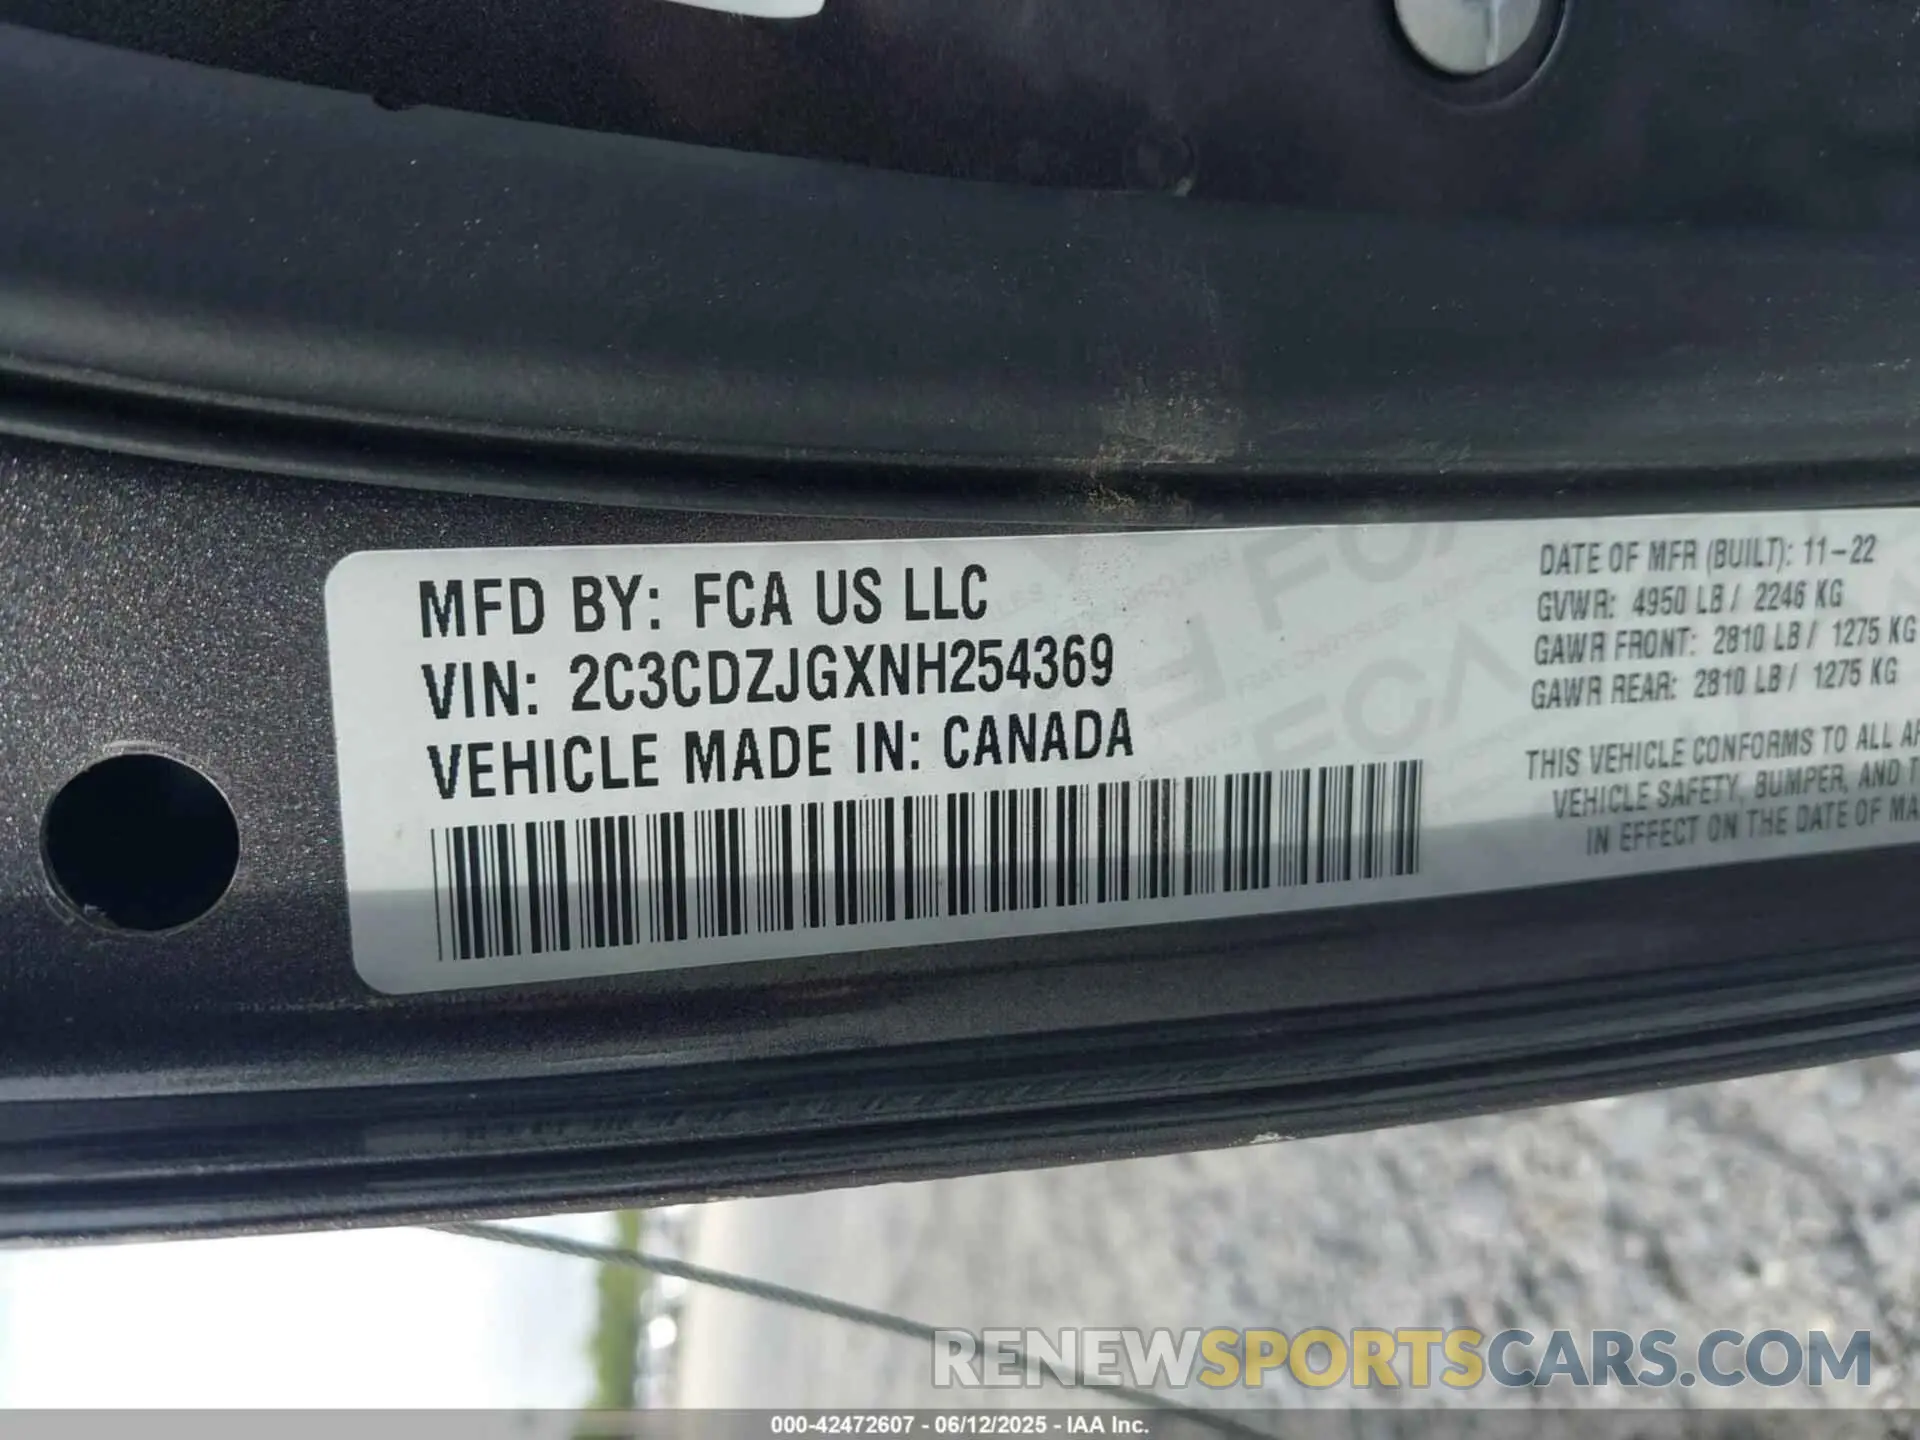 MFD BY: FCA US LLC
VIN: 2C3CDZJGXNH254369
VEHICLE MADE IN: CANADA
DATE OF MFR (BUILT): 11-22
GVWR: 4950 LB / 2246 KG
GAWR FRONT: 2810 LB / 1275 KG
GAWR REAR: 2810 LB / 1275 KG
THIS VEHICLE CONFORMS TO ALL
VEHICLE SAFETY, BUMPER, AND
IN EFFECT ON THE DATE OF
RENEWSPORTSCARS.COM
000-42472607 - 06/12/2025 - IAA Inc.